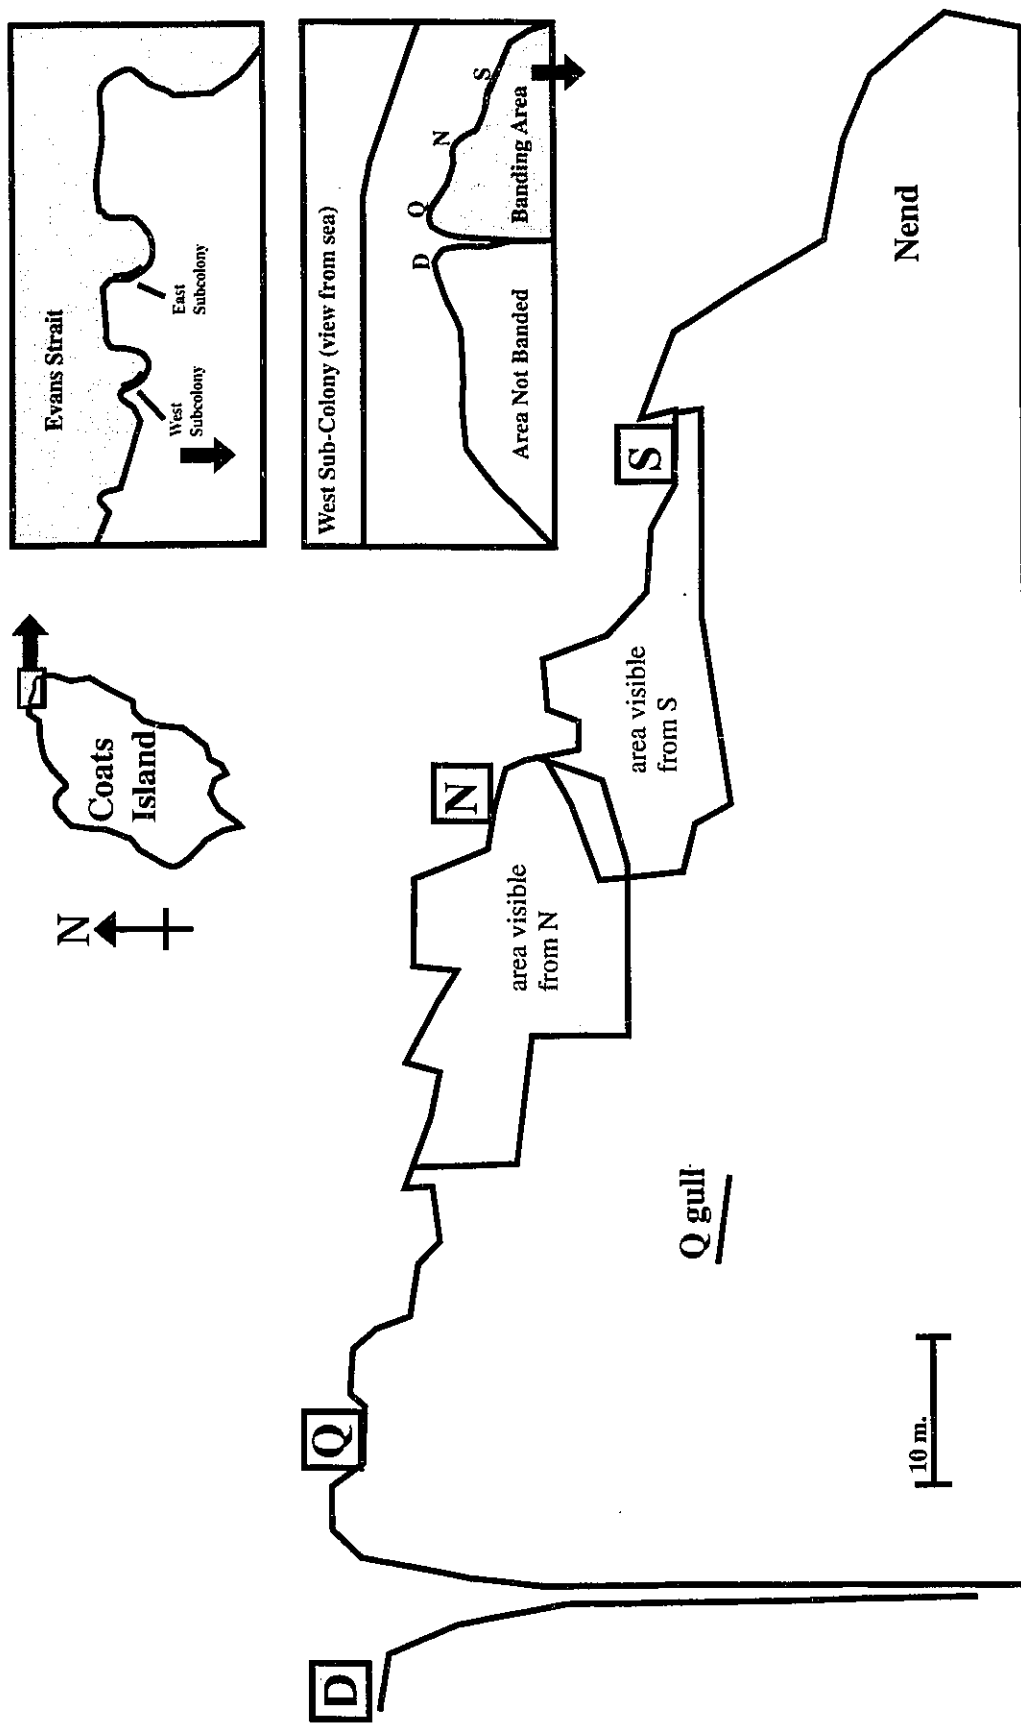 N
Coats
Island
Evans Strait
West
Subcolony
East
Subcolony
West Sub-Colony (view from sea)
D
Q
N
S
Area Not Banded
Banding Area
D
Q
N
S
area visible
from N
area visible
from S
Q gull
Nend
10 m.